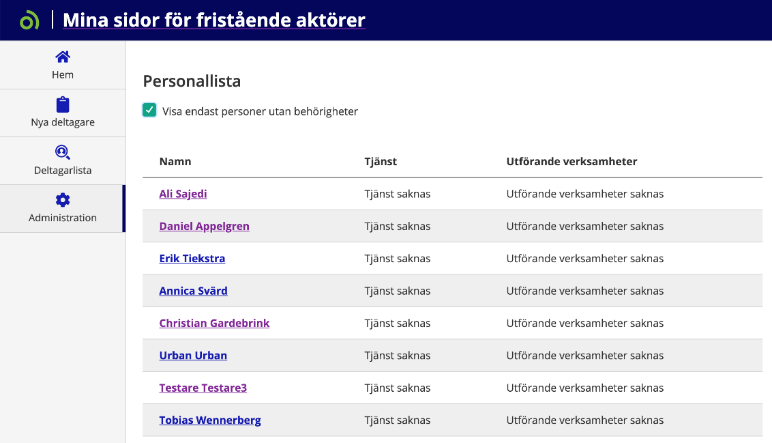 Mina sidor för fristående aktörer
Hem
Nya deltagare
Deltagarlista
Administration
Personallista
Visa endast personer utan behörigheter
Namn Tjänst Utförande verksamheter
Ali Sajedi Tjänst saknas Utförande verksamheter saknas
Daniel Appelgren Tjänst saknas Utförande verksamheter saknas
Erik Tiekstra Tjänst saknas Utförande verksamheter saknas
Annica Svärd Tjänst saknas Utförande verksamheter saknas
Christian Gardebrink Tjänst saknas Utförande verksamheter saknas
Urban Urban Tjänst saknas Utförande verksamheter saknas
Testare Testare3 Tjänst saknas Utförande verksamheter saknas
Tobias Wennerberg Tjänst saknas Utförande verksamheter saknas